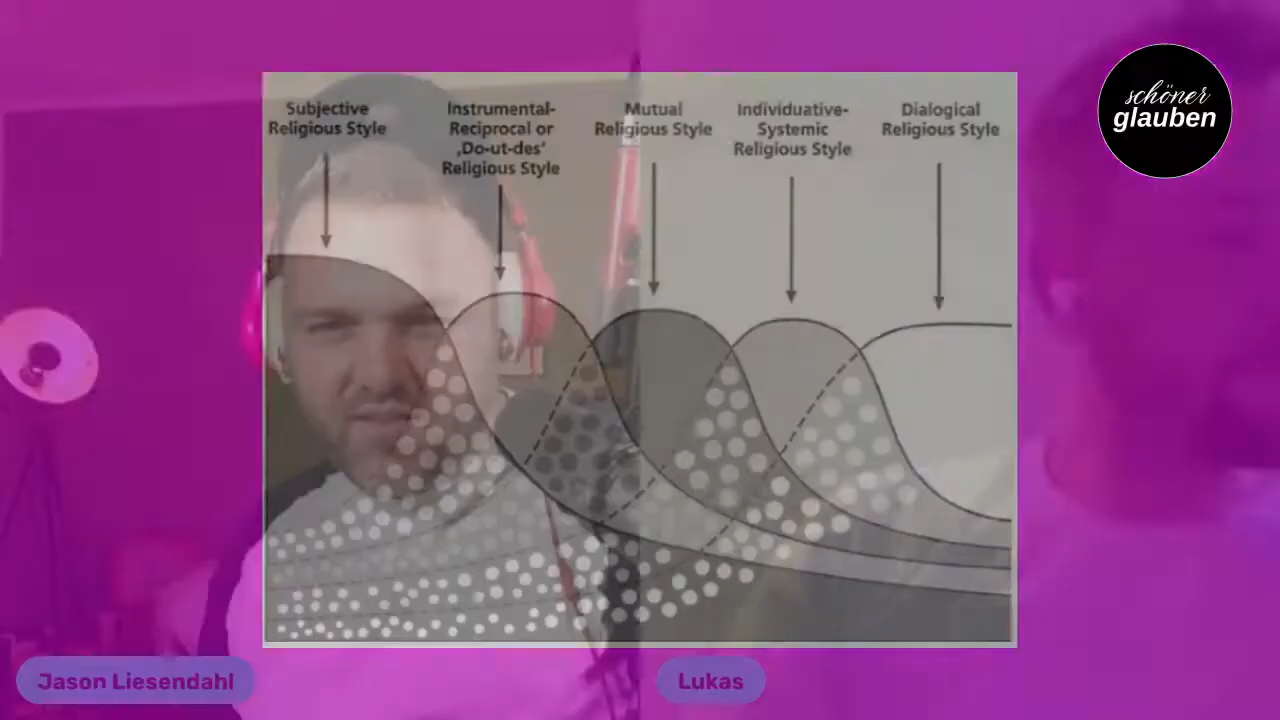 Subjective
Religious Style
Instrumental-
Reciprocal or
‚Do-ut-des‘
Religious Style
Mutual
Religious Style
Individuative-
Systemic
Religious Style
Dialogical
Religious Style
schöner
glauben
Jason Liesendahl
Lukas